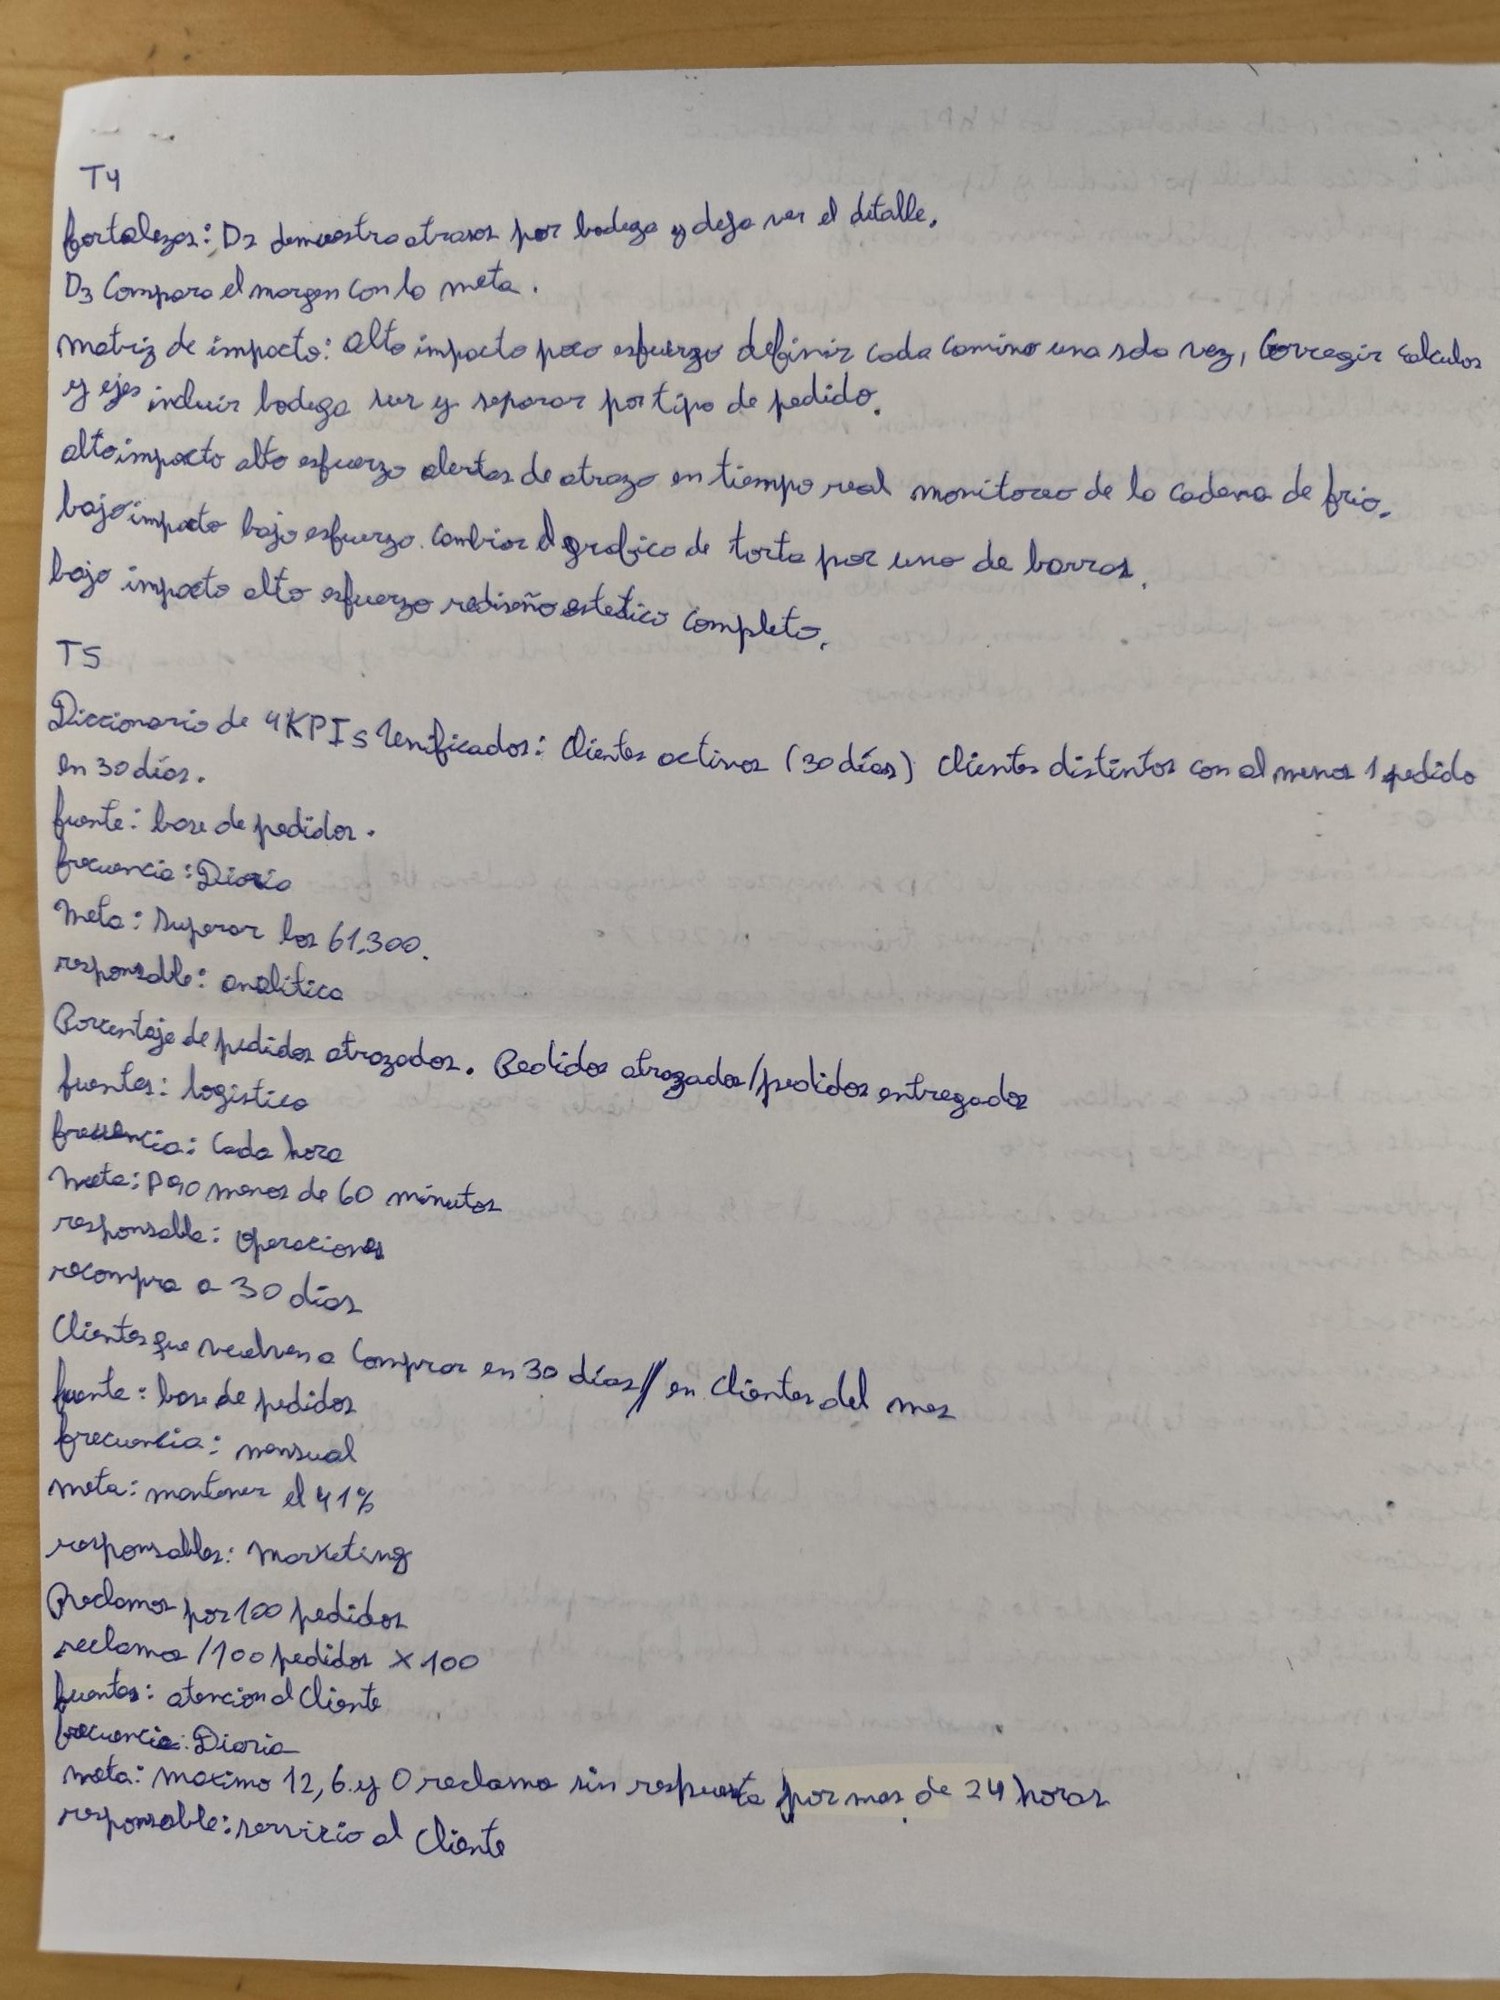 T4
fortalezas: D2 demuestra atrasos por bodega y deja ver el detalle.
D3 Compara el margen con la meta.
matriz de impacto: alto impacto poco esfuerzo definir cada camino una sola vez, Corregir calculos
y ejes incluir bodega sur y separar por tipo de pedido.
alto impacto alto esfuerzo alertas de atrazo en tiempo real monitoreo de la cadena de frio.
bajo impacto bajo esfuerzo. Cambiar el grafico de torta por uno de barras.
bajo impacto alto esfuerzo rediseño estetico completo.
T5
Diccionario de 4 KPIs Unificados: Clientes activos (30 días) Clientes distintos con al menos 1 pedido
en 30 días.
fuente: base de pedidos.
frecuencia: Diario
Meta: Superar los 61.300.
responsable: analitica
Porcentaje de pedidos atrazados. Pedidos atrazados/pedidos entregados
fuentes: logistica
frecuencia: Cada hora
meta: P90 menos de 60 minutos
responsable: Operaciones
recompra a 30 días
Clientes que vuelven a Comprar en 30 días// en Clientes del mes
fuente: base de pedidos
frecuencia: mensual
meta: mantener el 41%
responsables: Marketing
Reclamos por 100 pedidos
reclamos /100 pedidos X 100
fuentes: atencion al Cliente
frecuencia: Diaria
meta: maximo 12,6 y 0 reclamo sin respuesta por mas de 24 horas
responsable: servicio al Cliente